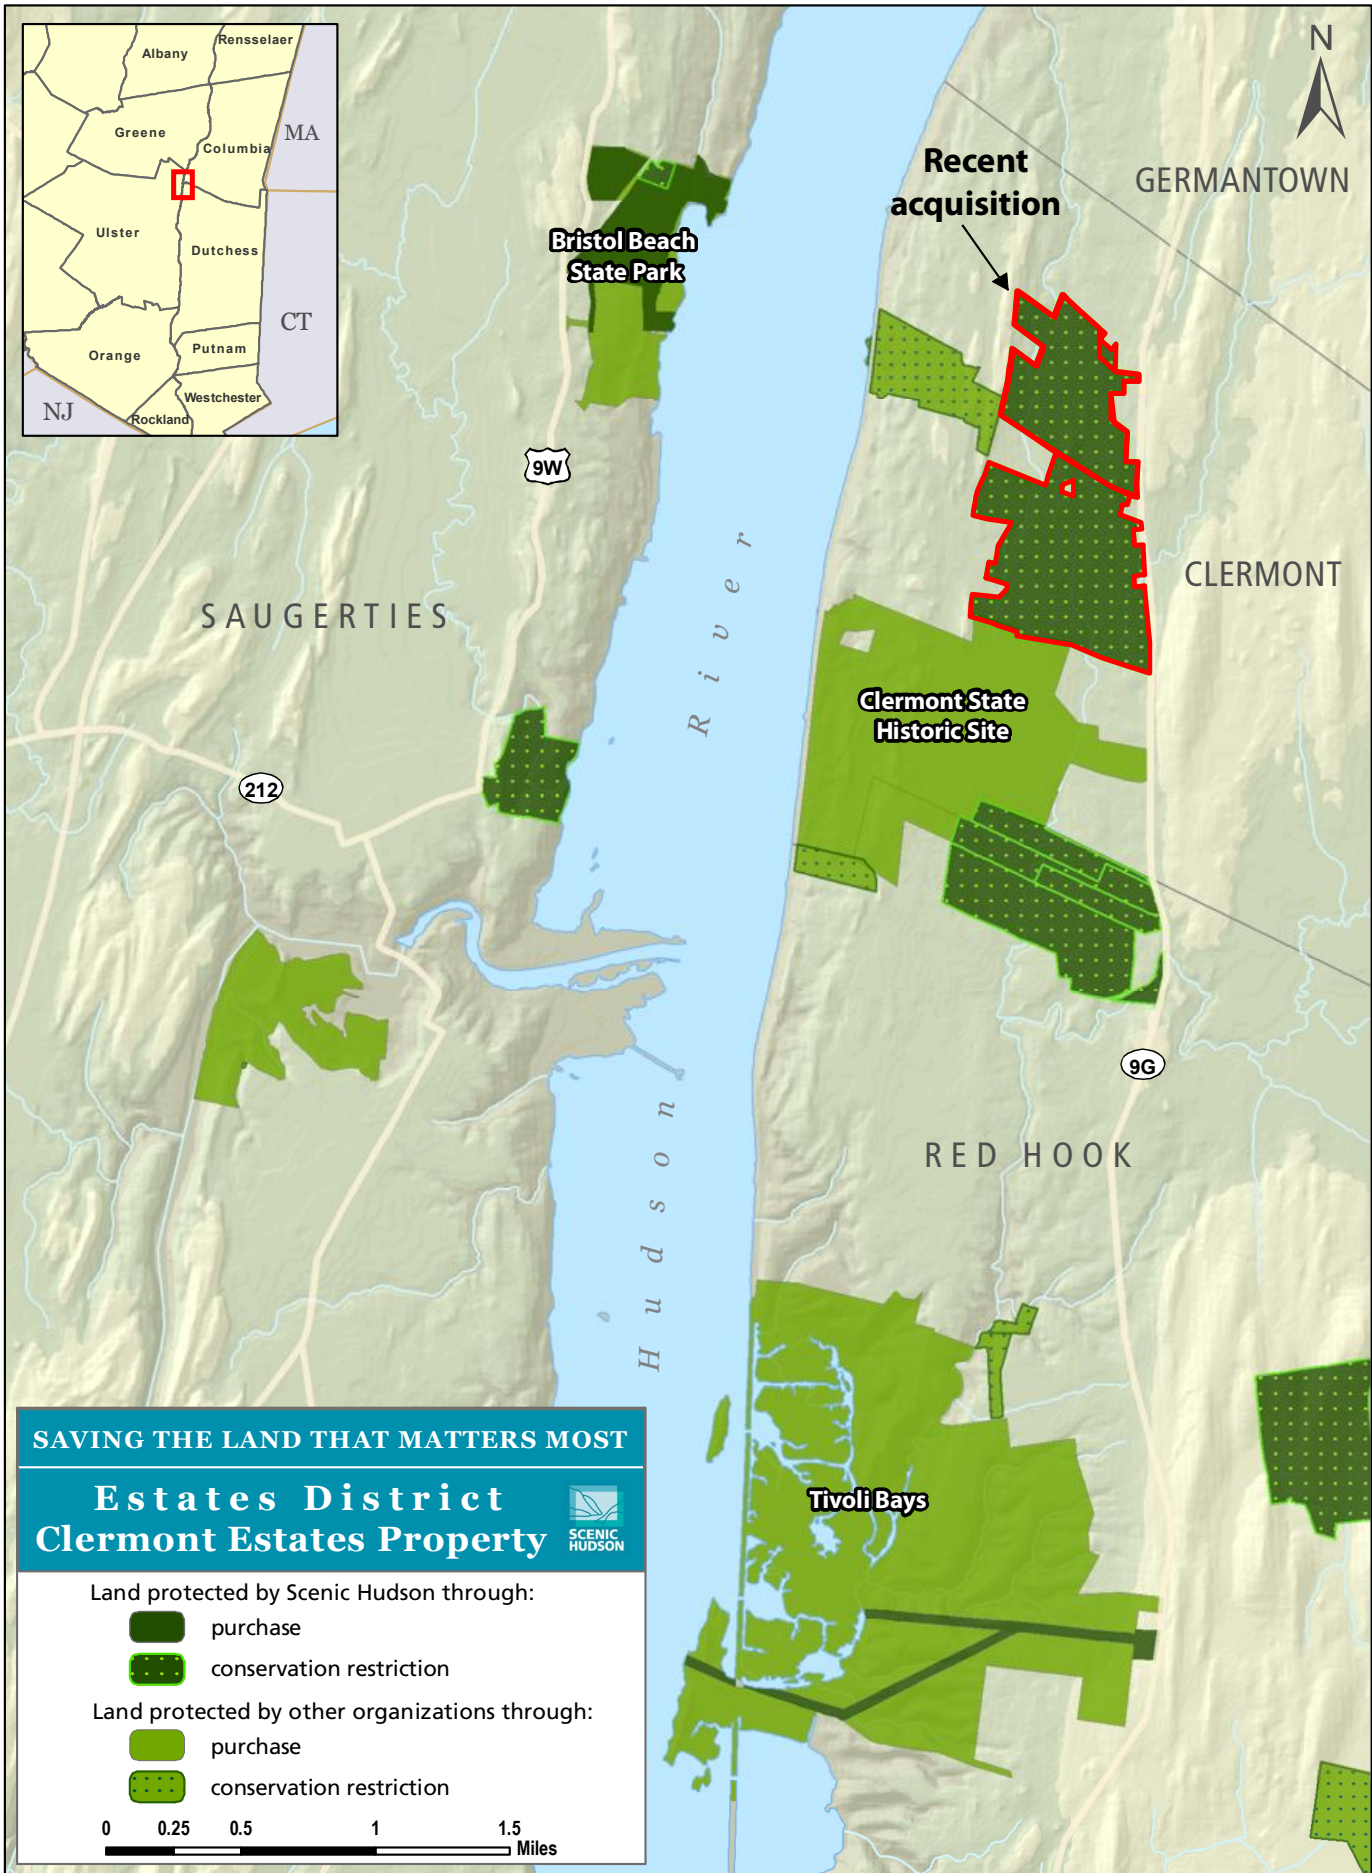 Albany
Rensselaer
Greene
Columbia
MA
Ulster
Dutchess
CT
Orange
Putnam
Westchester
NJ
Rockland
N
GERMANTOWN
Recent
acquisition
Bristol Beach
State Park
9W
CLERMONT
SAUGERTIES
Hudson River
Clermont State
Historic Site
212
9G
RED HOOK
Tivoli Bays
SAVING THE LAND THAT MATTERS MOST
Estates District
Clermont Estates Property
SCENIC
HUDSON
Land protected by Scenic Hudson through:
purchase
conservation restriction
Land protected by other organizations through:
purchase
conservation restriction
0 0.25 0.5 1 1.5
Miles